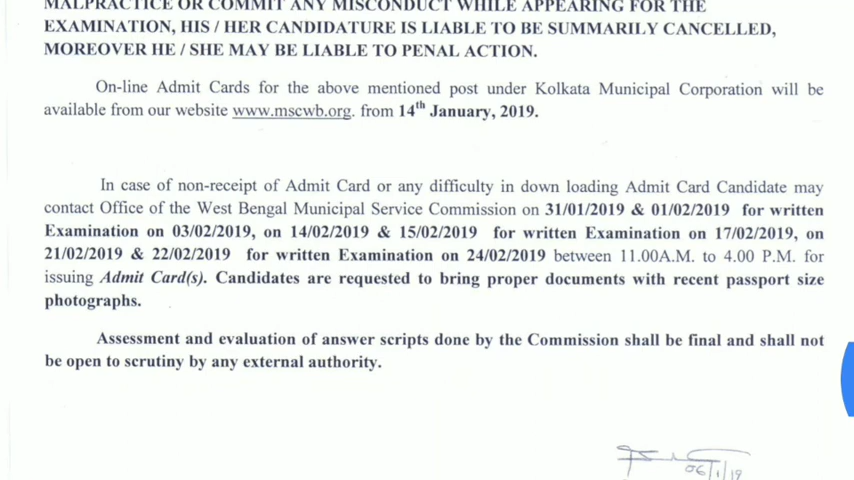 MALPRACTICE OR COMMIT ANY MISCONDUCT WHILE APPEARING FOR THE
EXAMINATION, HIS / HER CANDIDATURE IS LIABLE TO BE SUMMARILY CANCELLED,
MOREOVER HE / SHE MAY BE LIABLE TO PENAL ACTION.
On-line Admit Cards for the above mentioned post under Kolkata Municipal Corporation will be
available from our website www.mscwb.org. from 14th January, 2019.
In case of non-receipt of Admit Card or any difficulty in down loading Admit Card Candidate may
contact Office of the West Bengal Municipal Service Commission on 31/01/2019 & 01/02/2019 for written
Examination on 03/02/2019, on 14/02/2019 & 15/02/2019 for written Examination on 17/02/2019, on
21/02/2019 & 22/02/2019 for written Examination on 24/02/2019 between 11.00A.M. to 4.00 P.M. for
issuing Admit Card(s). Candidates are requested to bring proper documents with recent passport size
photographs.
Assessment and evaluation of answer scripts done by the Commission shall be final and shall not
be open to scrutiny by any external authority.
06/1/19